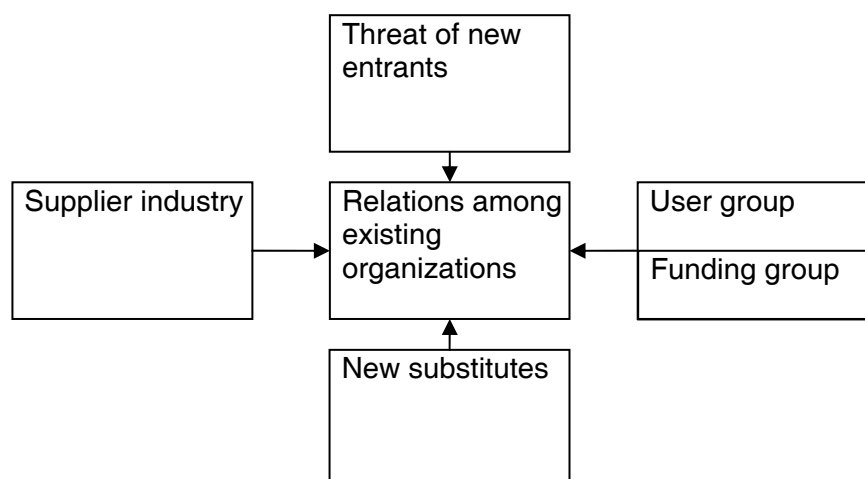 Threat of new
entrants
Supplier industry
Relations among
existing
organizations
User group
Funding group
New substitutes